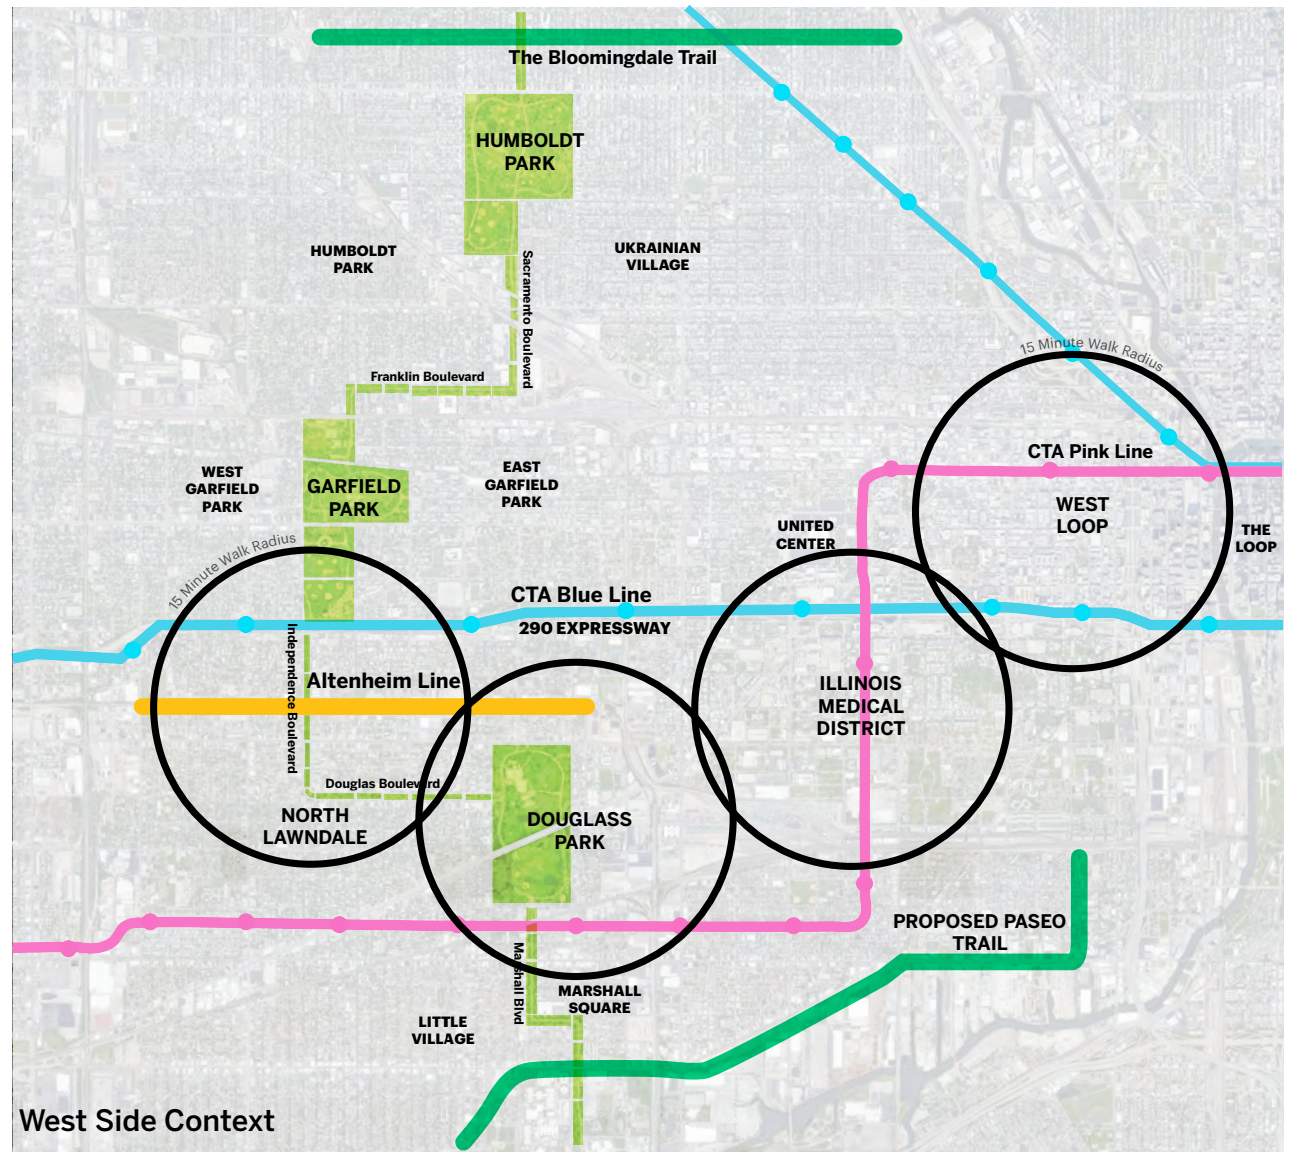 The Bloomingdale Trail
HUMBOLDT
PARK
HUMBOLDT
PARK
UKRAINIAN
VILLAGE
Sacramento Boulevard
15 Minute Walk Radius
Franklin Boulevard
CTA Pink Line
WEST
GARFIELD
PARK
GARFIELD
PARK
EAST
GARFIELD
PARK
WEST
LOOP
UNITED
CENTER
THE
LOOP
15 Minute Walk Radius
CTA Blue Line
290 EXPRESSWAY
Independence Boulevard
Altenheim Line
ILLINOIS
MEDICAL
DISTRICT
Douglas Boulevard
NORTH
LAWNDALE
DOUGLASS
PARK
PROPOSED PASEO
TRAIL
Marshall Blvd
MARSHALL
SQUARE
LITTLE
VILLAGE
West Side Context